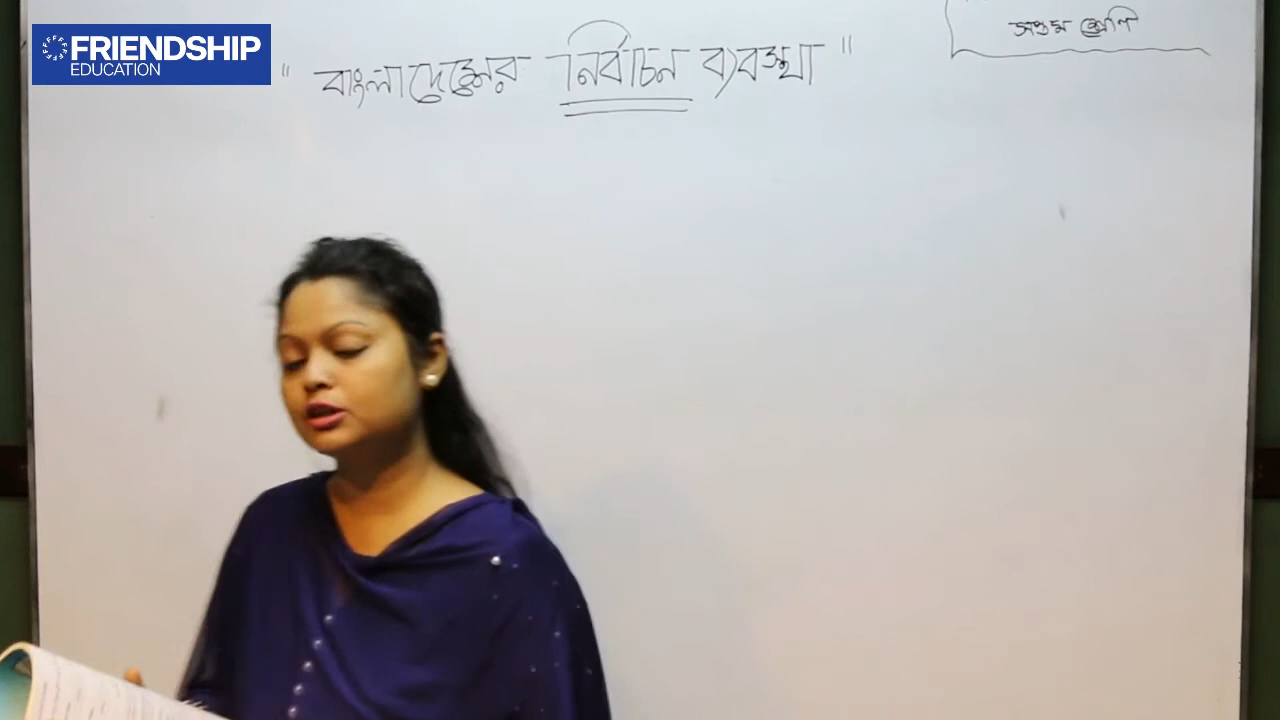 FRIENDSHIP
EDUCATION
সপ্তম শ্রেণি
" বাংলাদেশের নির্বাচন ব্যবস্থা "